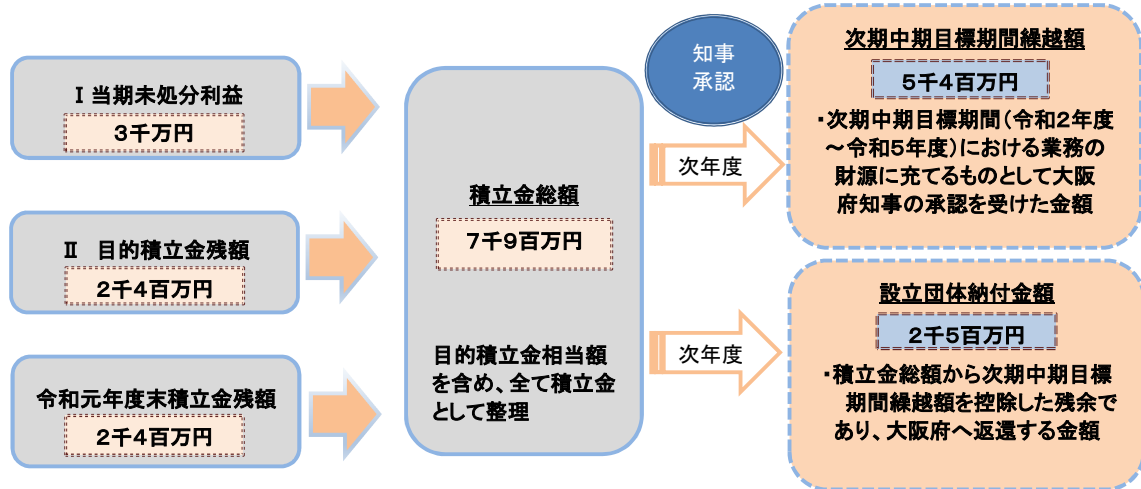 Ⅰ 当期未処分利益
3千万円
Ⅱ 目的積立金残額
2千4百万円
令和元年度末積立金残額
2千4百万円
積立金総額
7千9百万円
目的積立金相当額
を含め、全て積立金
として整理
知事
承認
次年度
次年度
次期中期目標期間繰越額
5千4百万円
・次期中期目標期間(令和2年度
～令和5年度)における業務の
財源に充てるものとして大阪
府知事の承認を受けた金額
設立団体納付金額
2千5百万円
・積立金総額から次期中期目標
期間繰越額を控除した残余で
あり、大阪府へ返還する金額